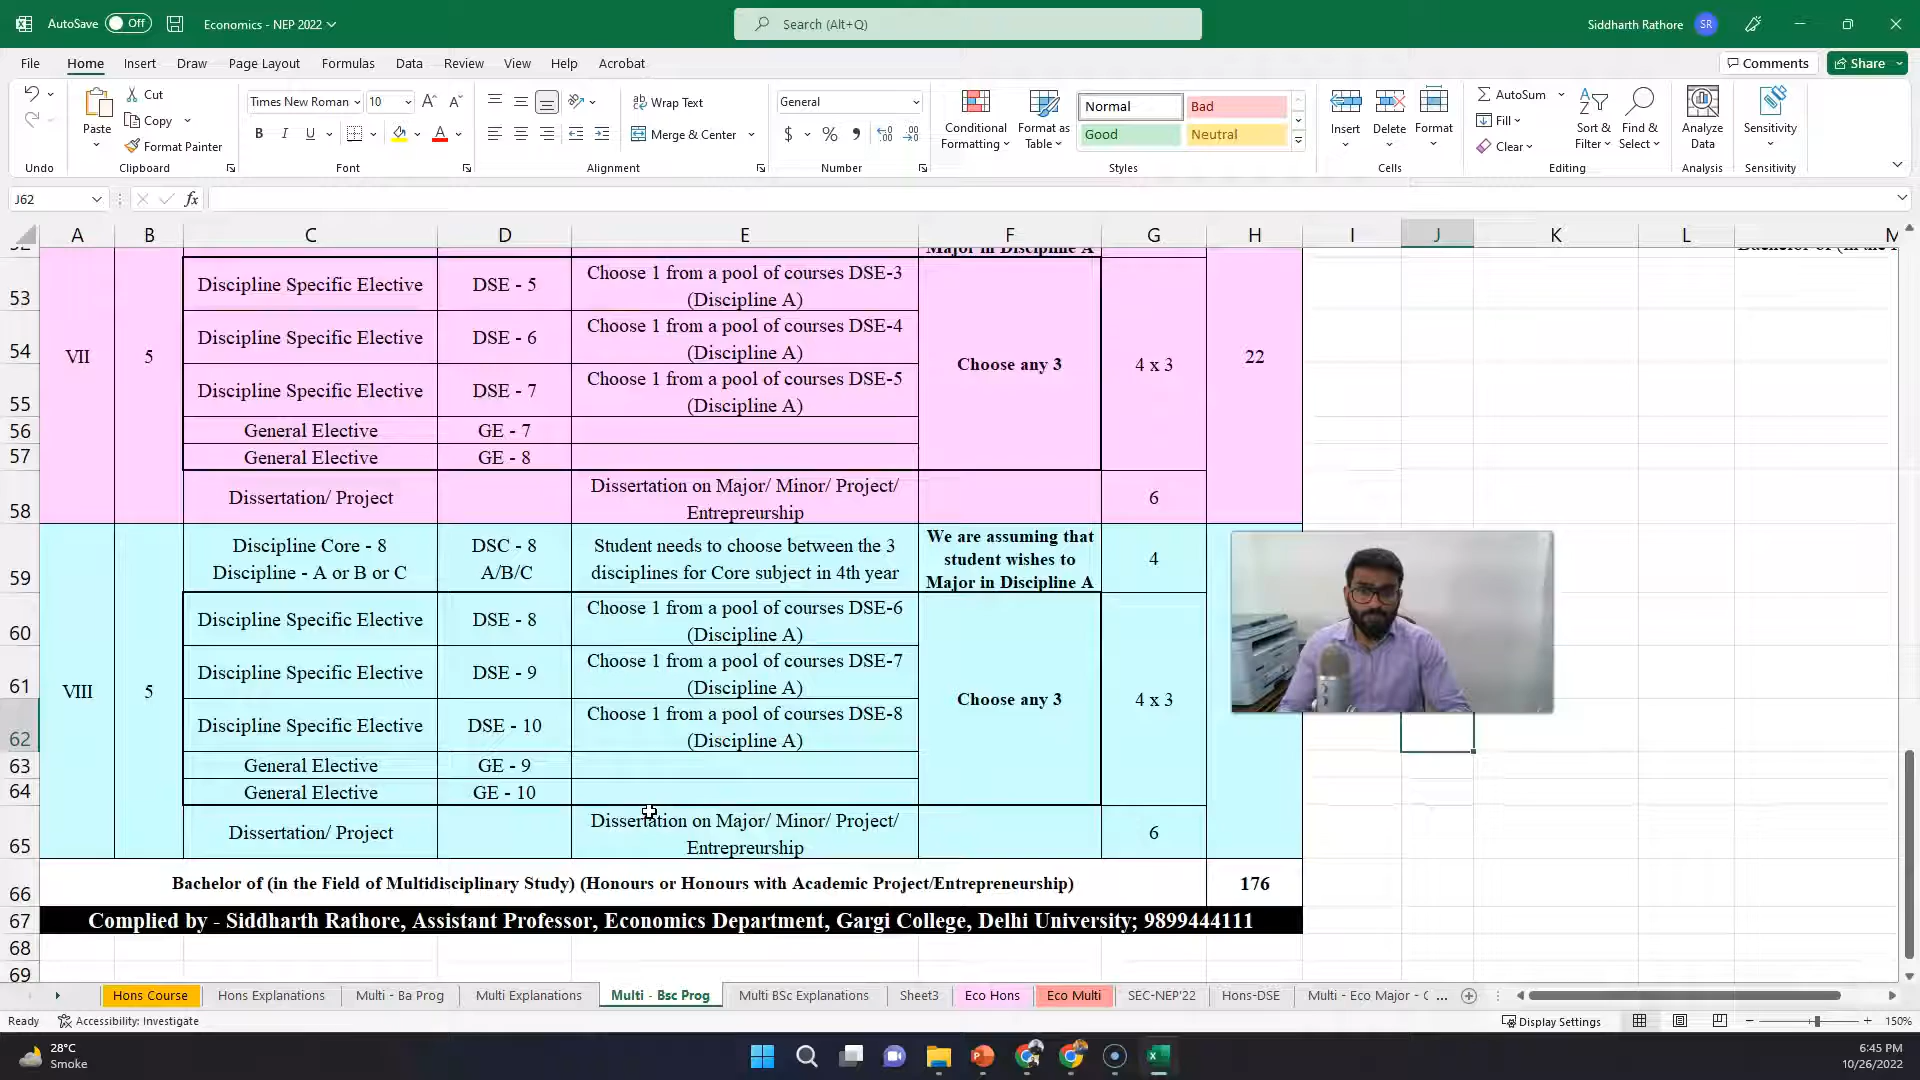 AutoSave Off Economics - NEP 2022 Search (Alt+Q) Siddharth Rathore SR
File Home Insert Draw Page Layout Formulas Data Review View Help Acrobat Comments Share
Cut
Copy
Format Painter
Paste
Times New Roman 10
B I U
Wrap Text
Merge & Center
General
$ % ,
Conditional Formatting
Format as Table
Normal Bad
Good Neutral
Insert Delete Format
AutoSum
Fill
Clear
Sort & Filter
Find & Select
Analyze Data
Sensitivity
Undo Clipboard Font Alignment Number Styles Cells Editing Analysis Sensitivity
J62 fx
A B C D E F G H I J K L M
Major in Discipline A
53 Discipline Specific Elective DSE - 5 Choose 1 from a pool of courses DSE-3
(Discipline A)
54 Discipline Specific Elective DSE - 6 Choose 1 from a pool of courses DSE-4
(Discipline A)
VII 5 Choose any 3 4 x 3 22
55 Discipline Specific Elective DSE - 7 Choose 1 from a pool of courses DSE-5
(Discipline A)
56 General Elective GE - 7
57 General Elective GE - 8
58 Dissertation/ Project Dissertation on Major/ Minor/ Project/
Entrepreurship 6
59 Discipline Core - 8
Discipline - A or B or C
DSC - 8
A/B/C
Student needs to choose between the 3
disciplines for Core subject in 4th year
We are assuming that
student wishes to
Major in Discipline A
4
60 Discipline Specific Elective DSE - 8 Choose 1 from a pool of courses DSE-6
(Discipline A)
61 Discipline Specific Elective DSE - 9 Choose 1 from a pool of courses DSE-7
(Discipline A)
VIII 5 Choose any 3 4 x 3
62 Discipline Specific Elective DSE - 10 Choose 1 from a pool of courses DSE-8
(Discipline A)
63 General Elective GE - 9
64 General Elective GE - 10
65 Dissertation/ Project Dissertation on Major/ Minor/ Project/
Entrepreurship 6
66 Bachelor of (in the Field of Multidisciplinary Study) (Honours or Honours with Academic Project/Entrepreneurship) 176
67 Complied by - Siddharth Rathore, Assistant Professor, Economics Department, Gargi College, Delhi University; 9899444111
68
69
Hons Course Hons Explanations Multi - Ba Prog Multi Explanations Multi - Bsc Prog Multi BSc Explanations Sheet3 Eco Hons Eco Multi SEC-NEP'22 Hons-DSE Multi - Eco Major - C ...
Ready Accessibility: Investigate Display Settings 150%
28°C
Smoke
6:45 PM
10/26/2022